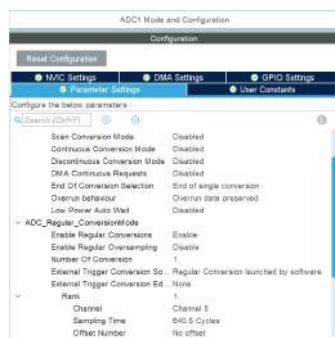 ADC1 Mode and Configuration
Configuration
Reset Configuration
NVIC Settings DMA Settings GPIO Settings
Parameter Settings User Constants
Configure the below parameters :
Search (Ctrl+F)
Scan Conversion Mode Disabled
Continuous Conversion Mode Disabled
Discontinuous Conversion Mode Disabled
DMA Continuous Requests Disabled
End Of Conversion Selection End of single conversion
Overrun behaviour Overrun data preserved
Low Power Auto Wait Disabled
ADC_Regular_ConversionMode
Enable Regular Conversions Enable
Enable Regular Oversampling Disable
Number Of Conversion 1
External Trigger Conversion So... Regular Conversion launched by software
External Trigger Conversion Ed... None
Rank 1
Channel Channel 5
Sampling Time 640.5 Cycles
Offset Number No offset